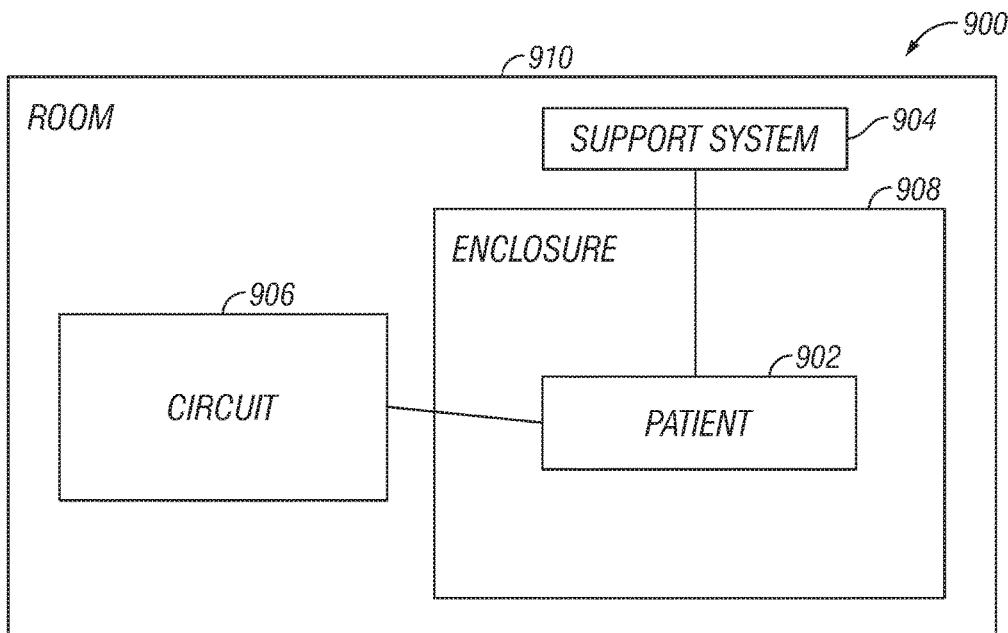 900
910
ROOM
SUPPORT SYSTEM
904
908
ENCLOSURE
906
902
CIRCUIT
PATIENT